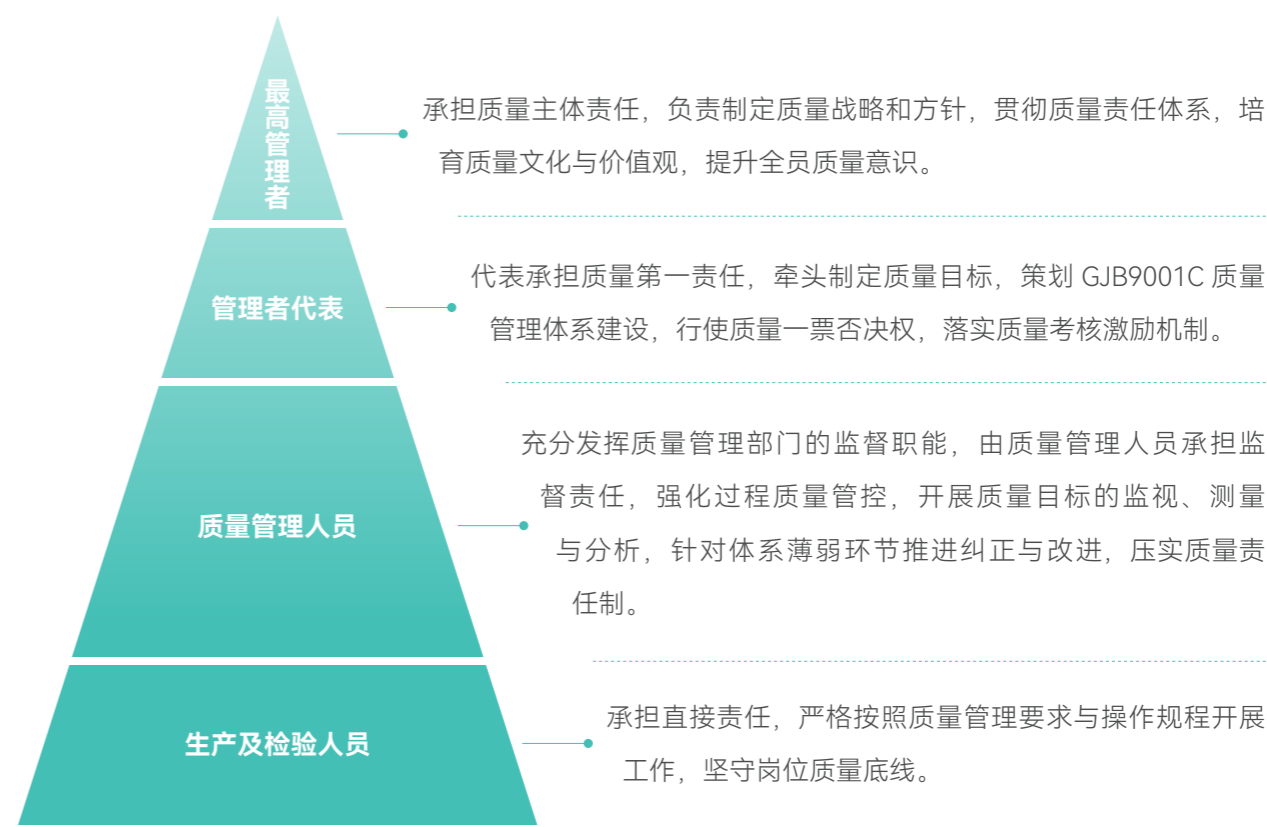 最高管理者
承担质量主体责任，负责制定质量战略和方针，贯彻质量责任体系，培
育质量文化与价值观，提升全员质量意识。
管理者代表
代表承担质量第一责任，牵头制定质量目标，策划 GJB9001C 质量
管理体系建设，行使质量一票否决权，落实质量考核激励机制。
质量管理人员
充分发挥质量管理部门的监督职能，由质量管理人员承担监
督责任，强化过程质量管控，开展质量目标的监视、测量
与分析，针对体系薄弱环节推进纠正与改进，压实质量责
任制。
生产及检验人员
承担直接责任，严格按照质量管理要求与操作规程开展
工作，坚守岗位质量底线。